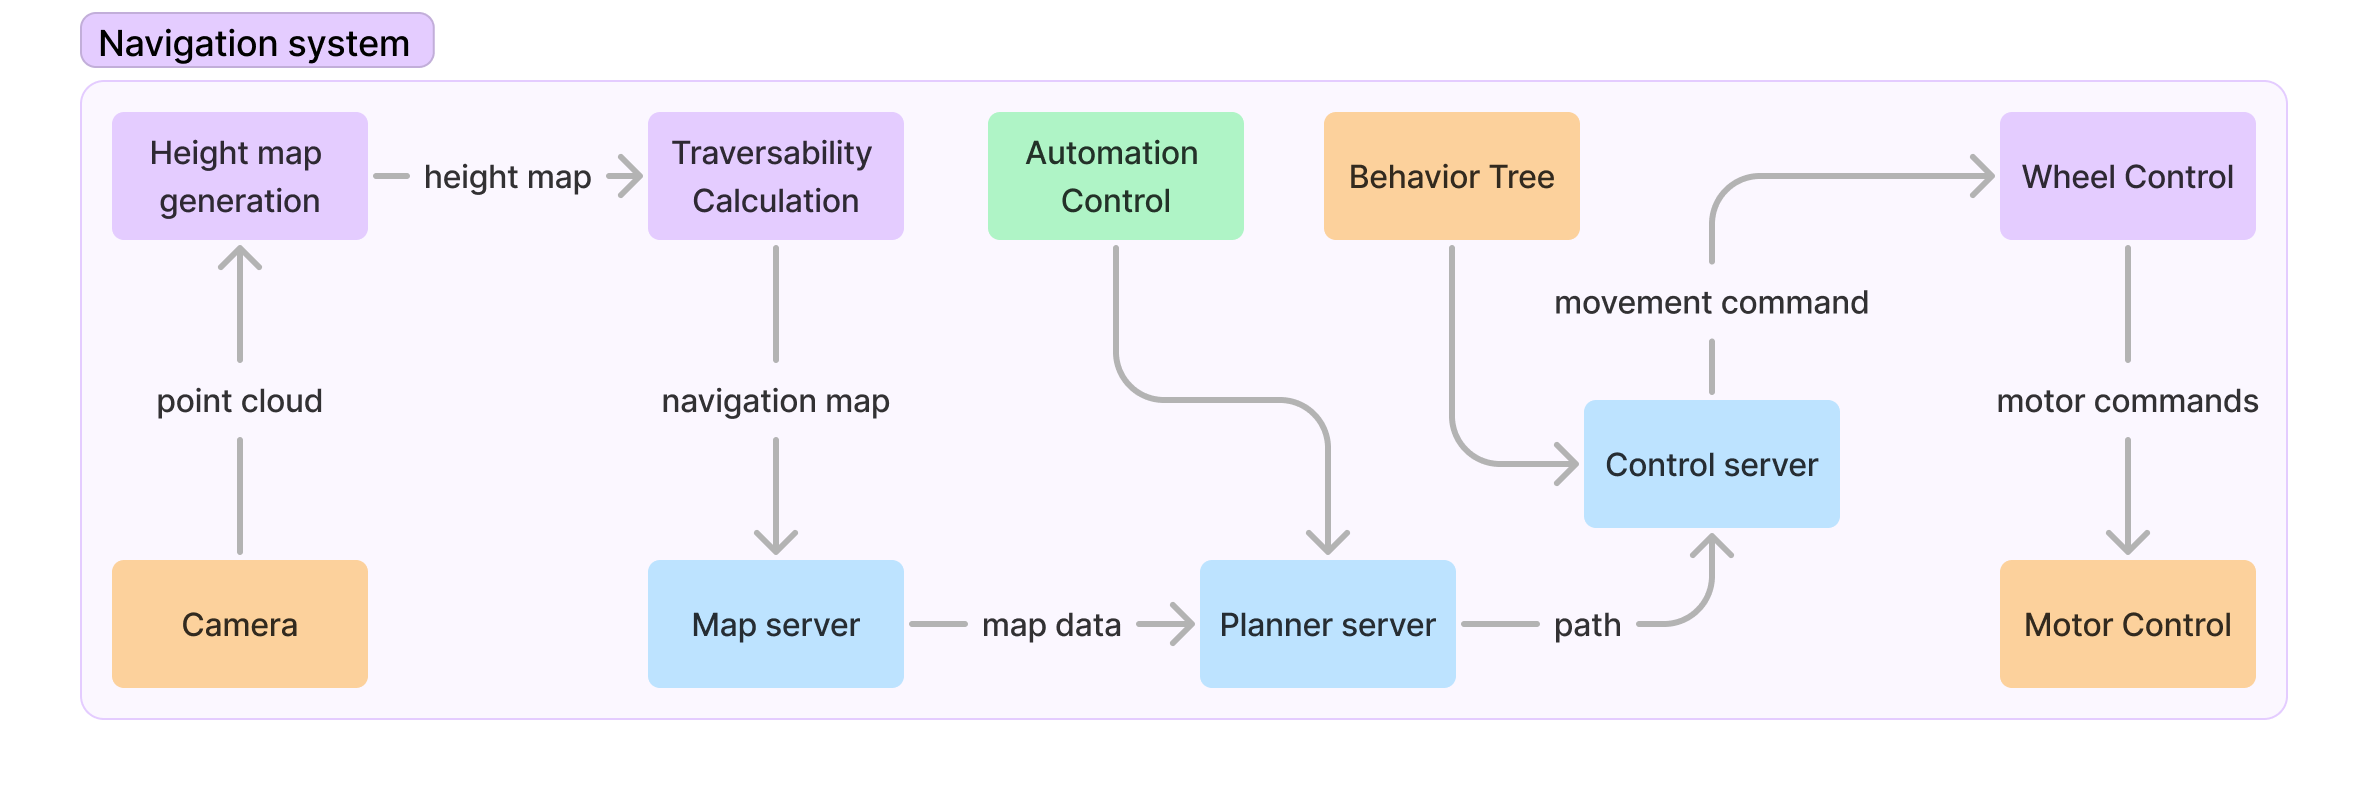 Navigation system
Height map
generation
height map
Traversability
Calculation
Automation
Control
Behavior Tree
Wheel Control
movement command
point cloud
navigation map
motor commands
Control server
Camera
Map server
map data
Planner server
path
Motor Control